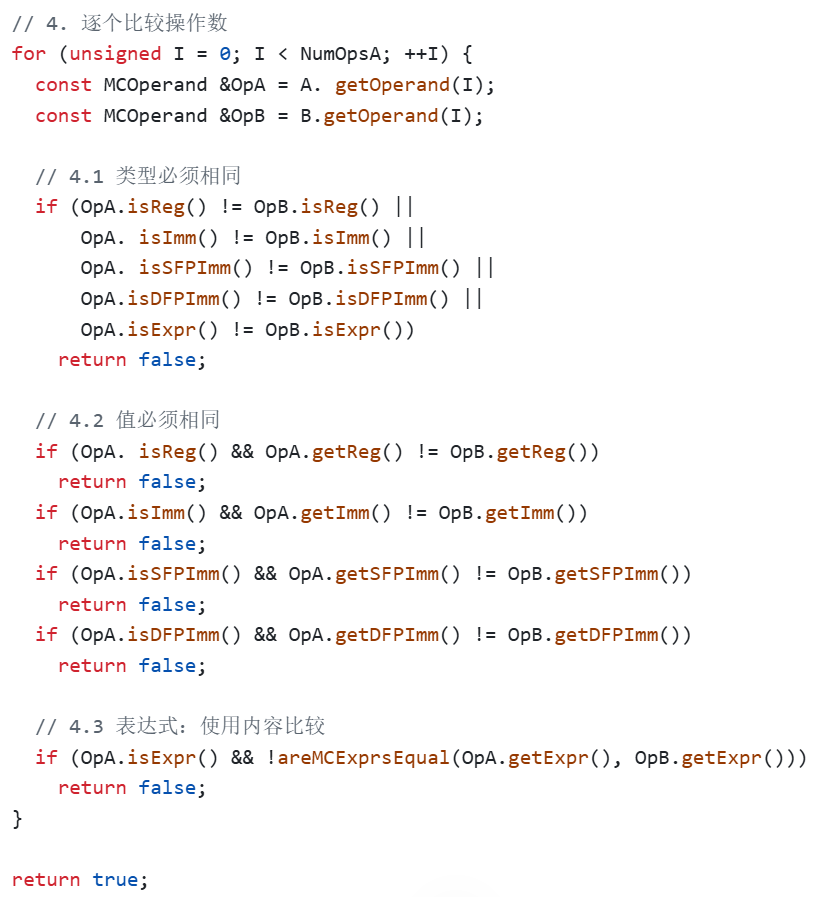 // 4. 逐个比较操作数
for (unsigned I = 0; I < NumOpsA; ++I) {
  const MCOperand &OpA = A. getOperand(I);
  const MCOperand &OpB = B.getOperand(I);

  // 4.1 类型必须相同
  if (OpA.isReg() != OpB.isReg() ||
      OpA. isImm() != OpB.isImm() ||
      OpA. isSFPImm() != OpB.isSFPImm() ||
      OpA.isDFPImm() != OpB.isDFPImm() ||
      OpA.isExpr() != OpB.isExpr())
    return false;

  // 4.2 值必须相同
  if (OpA. isReg() && OpA.getReg() != OpB.getReg())
    return false;
  if (OpA.isImm() && OpA.getImm() != OpB.getImm())
    return false;
  if (OpA.isSFPImm() && OpA.getSFPImm() != OpB.getSFPImm())
    return false;
  if (OpA.isDFPImm() && OpA.getDFPImm() != OpB.getDFPImm())
    return false;

  // 4.3 表达式：使用内容比较
  if (OpA.isExpr() && !areMCExprsEqual(OpA.getExpr(), OpB.getExpr()))
    return false;
}

return true;